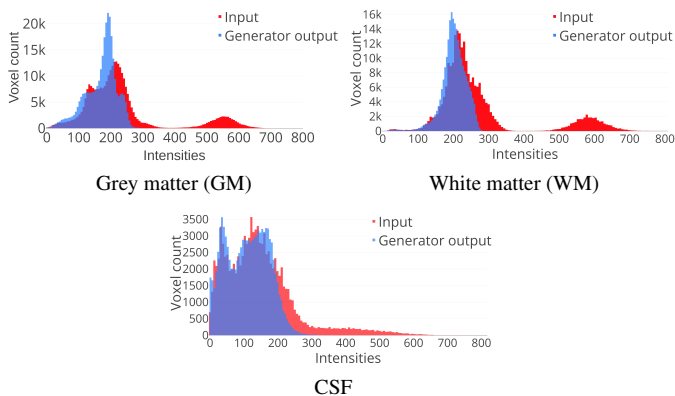 Input
Generator output
Voxel count
20k
15k
10k
5k
0
0 100 200 300 400 500 600 700 800
Intensities
Grey matter (GM)
Input
Generator output
Voxel count
16k
14k
12k
10k
8k
6k
4k
2k
0
0 100 200 300 400 500 600 700 800
Intensities
White matter (WM)
Input
Generator output
Voxel count
3500
3000
2500
2000
1500
1000
500
0
0 100 200 300 400 500 600 700 800
Intensities
CSF